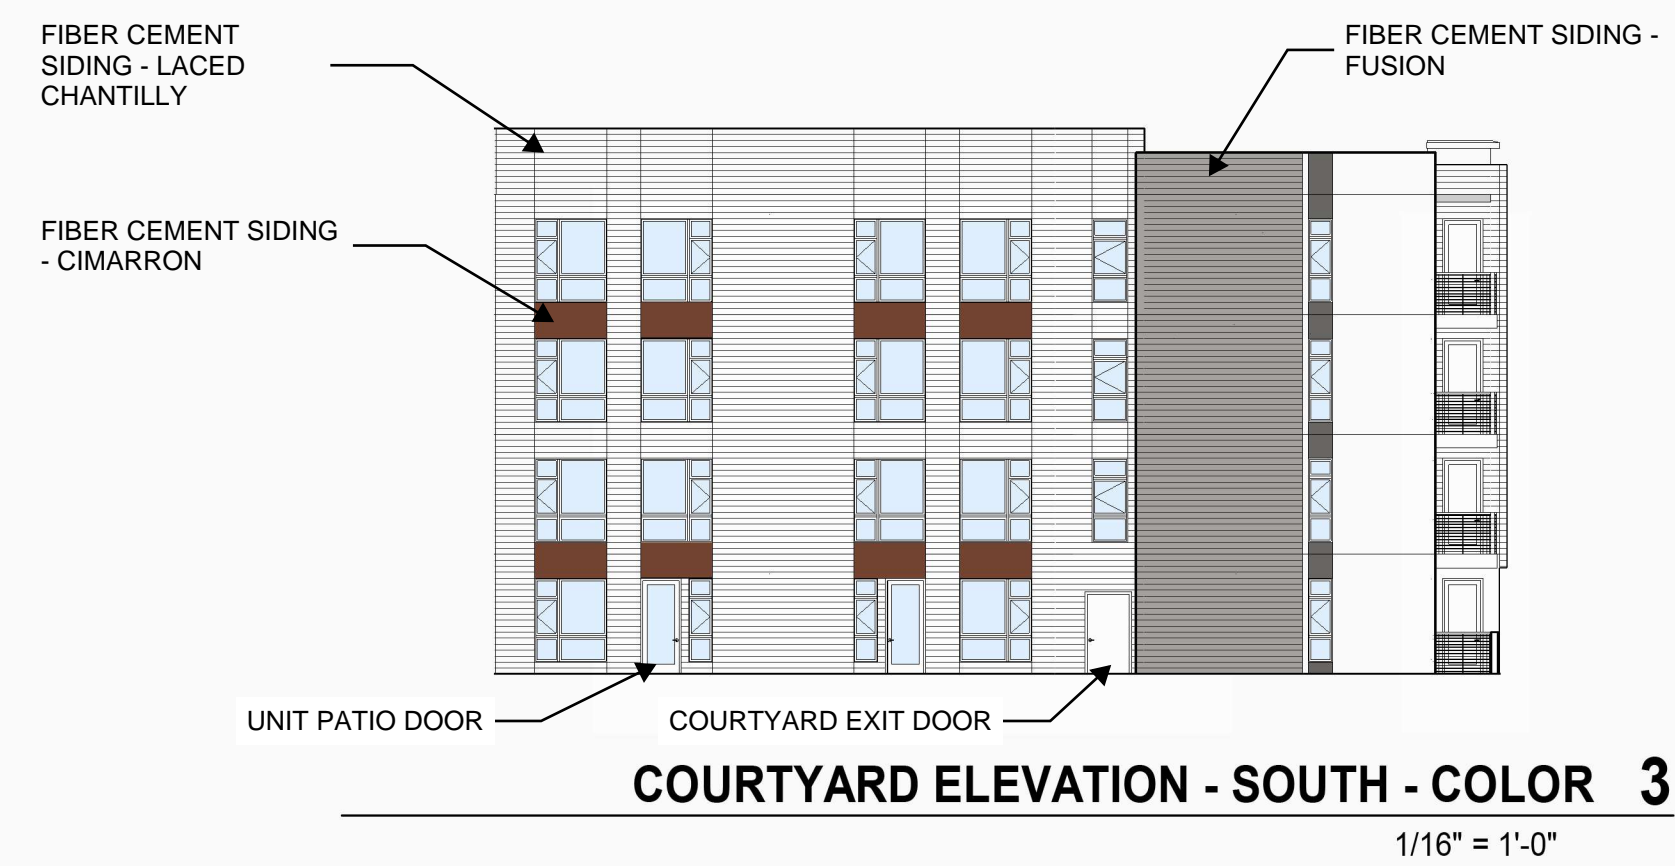 FIBER CEMENT
SIDING - LACED
CHANTILLY
FIBER CEMENT SIDING -
FUSION
FIBER CEMENT SIDING
- CIMARRON
UNIT PATIO DOOR
COURTYARD EXIT DOOR
COURTYARD ELEVATION - SOUTH - COLOR 3
1/16" = 1'-0"